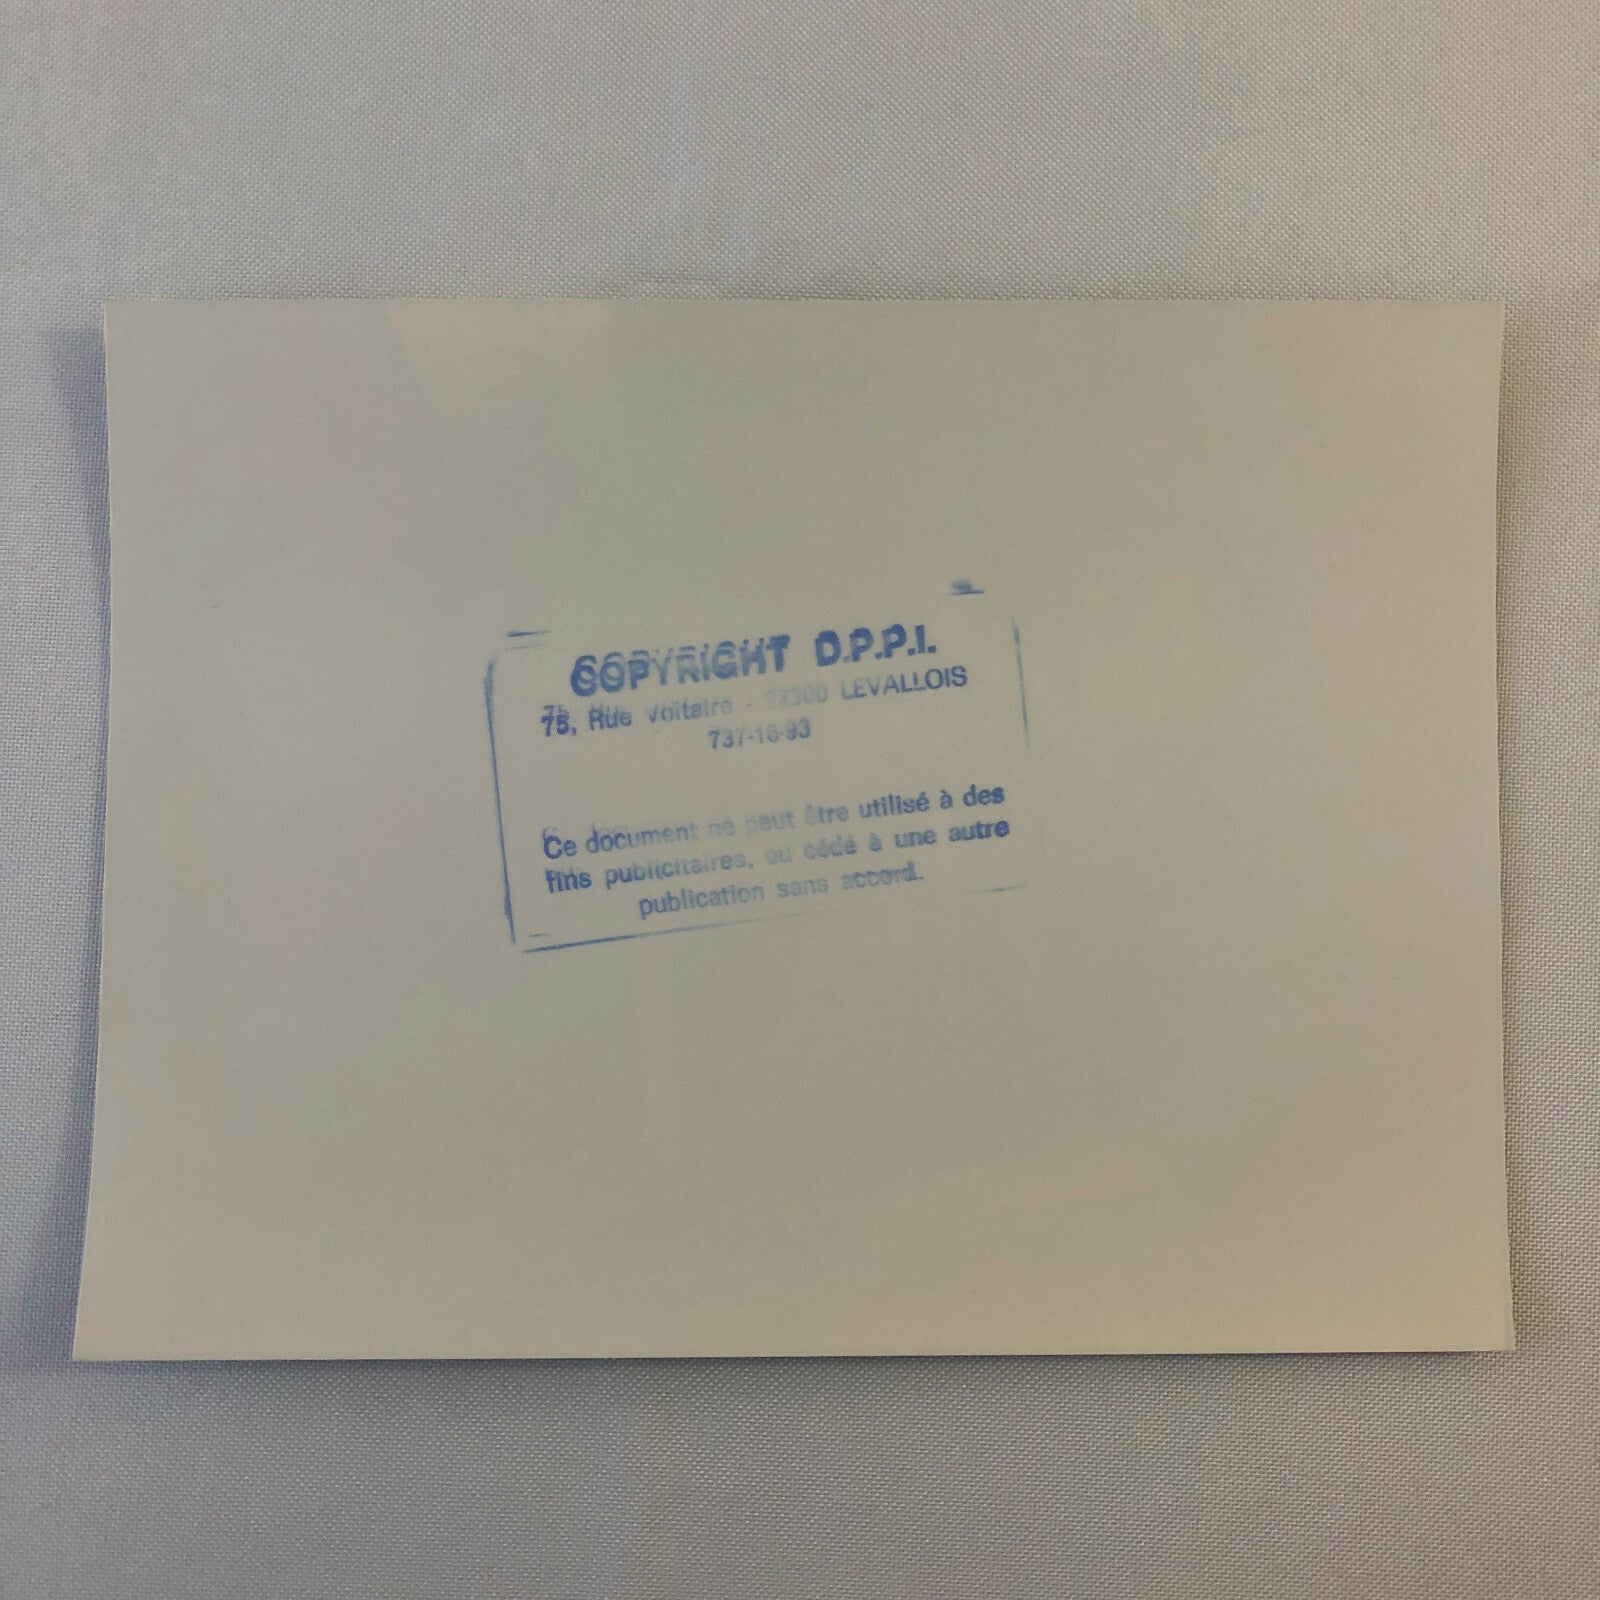 COPYRIGHT D.P.P.I.
75, Rue Voltaire - 92300 LEVALLOIS
737-16-93
Ce document ne peut être utilisé à des
fins publicitaires, ou cédé à une autre
publication sans accord.